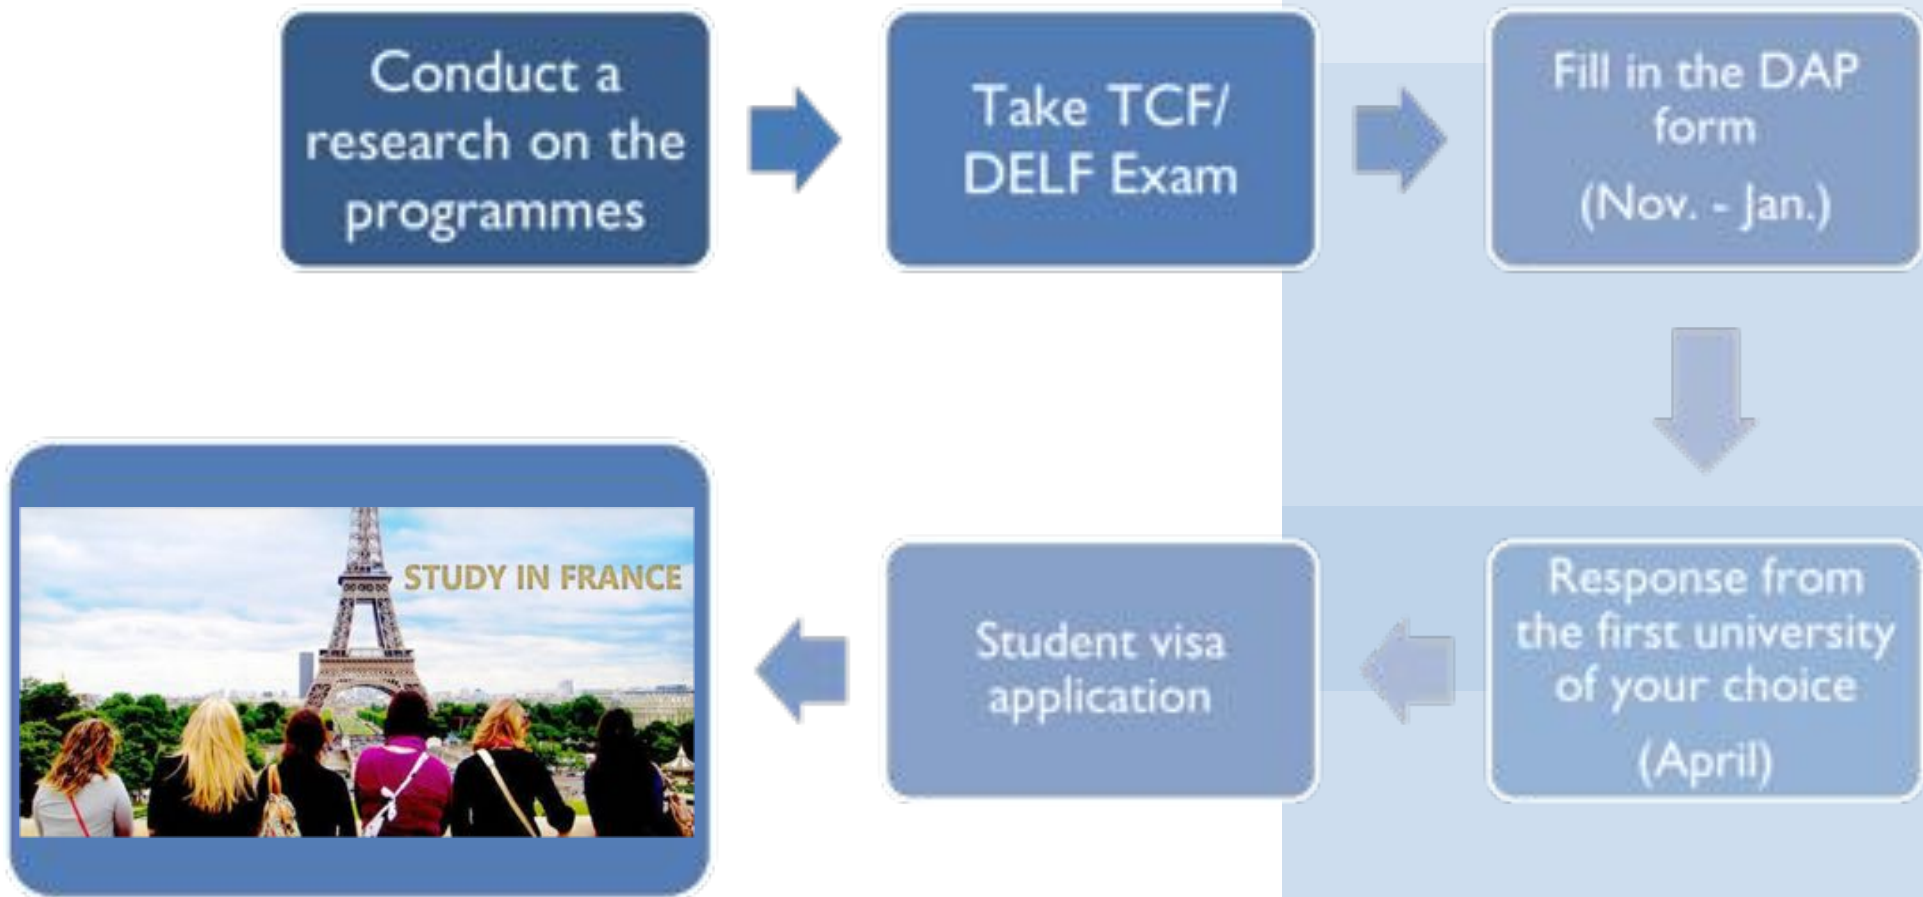 Conduct a
research on the
programmes
Take TCF/
DELF Exam
Fill in the DAP
form
(Nov. - Jan.)
Response from
the first university
of your choice
(April)
Student visa
application
STUDY IN FRANCE